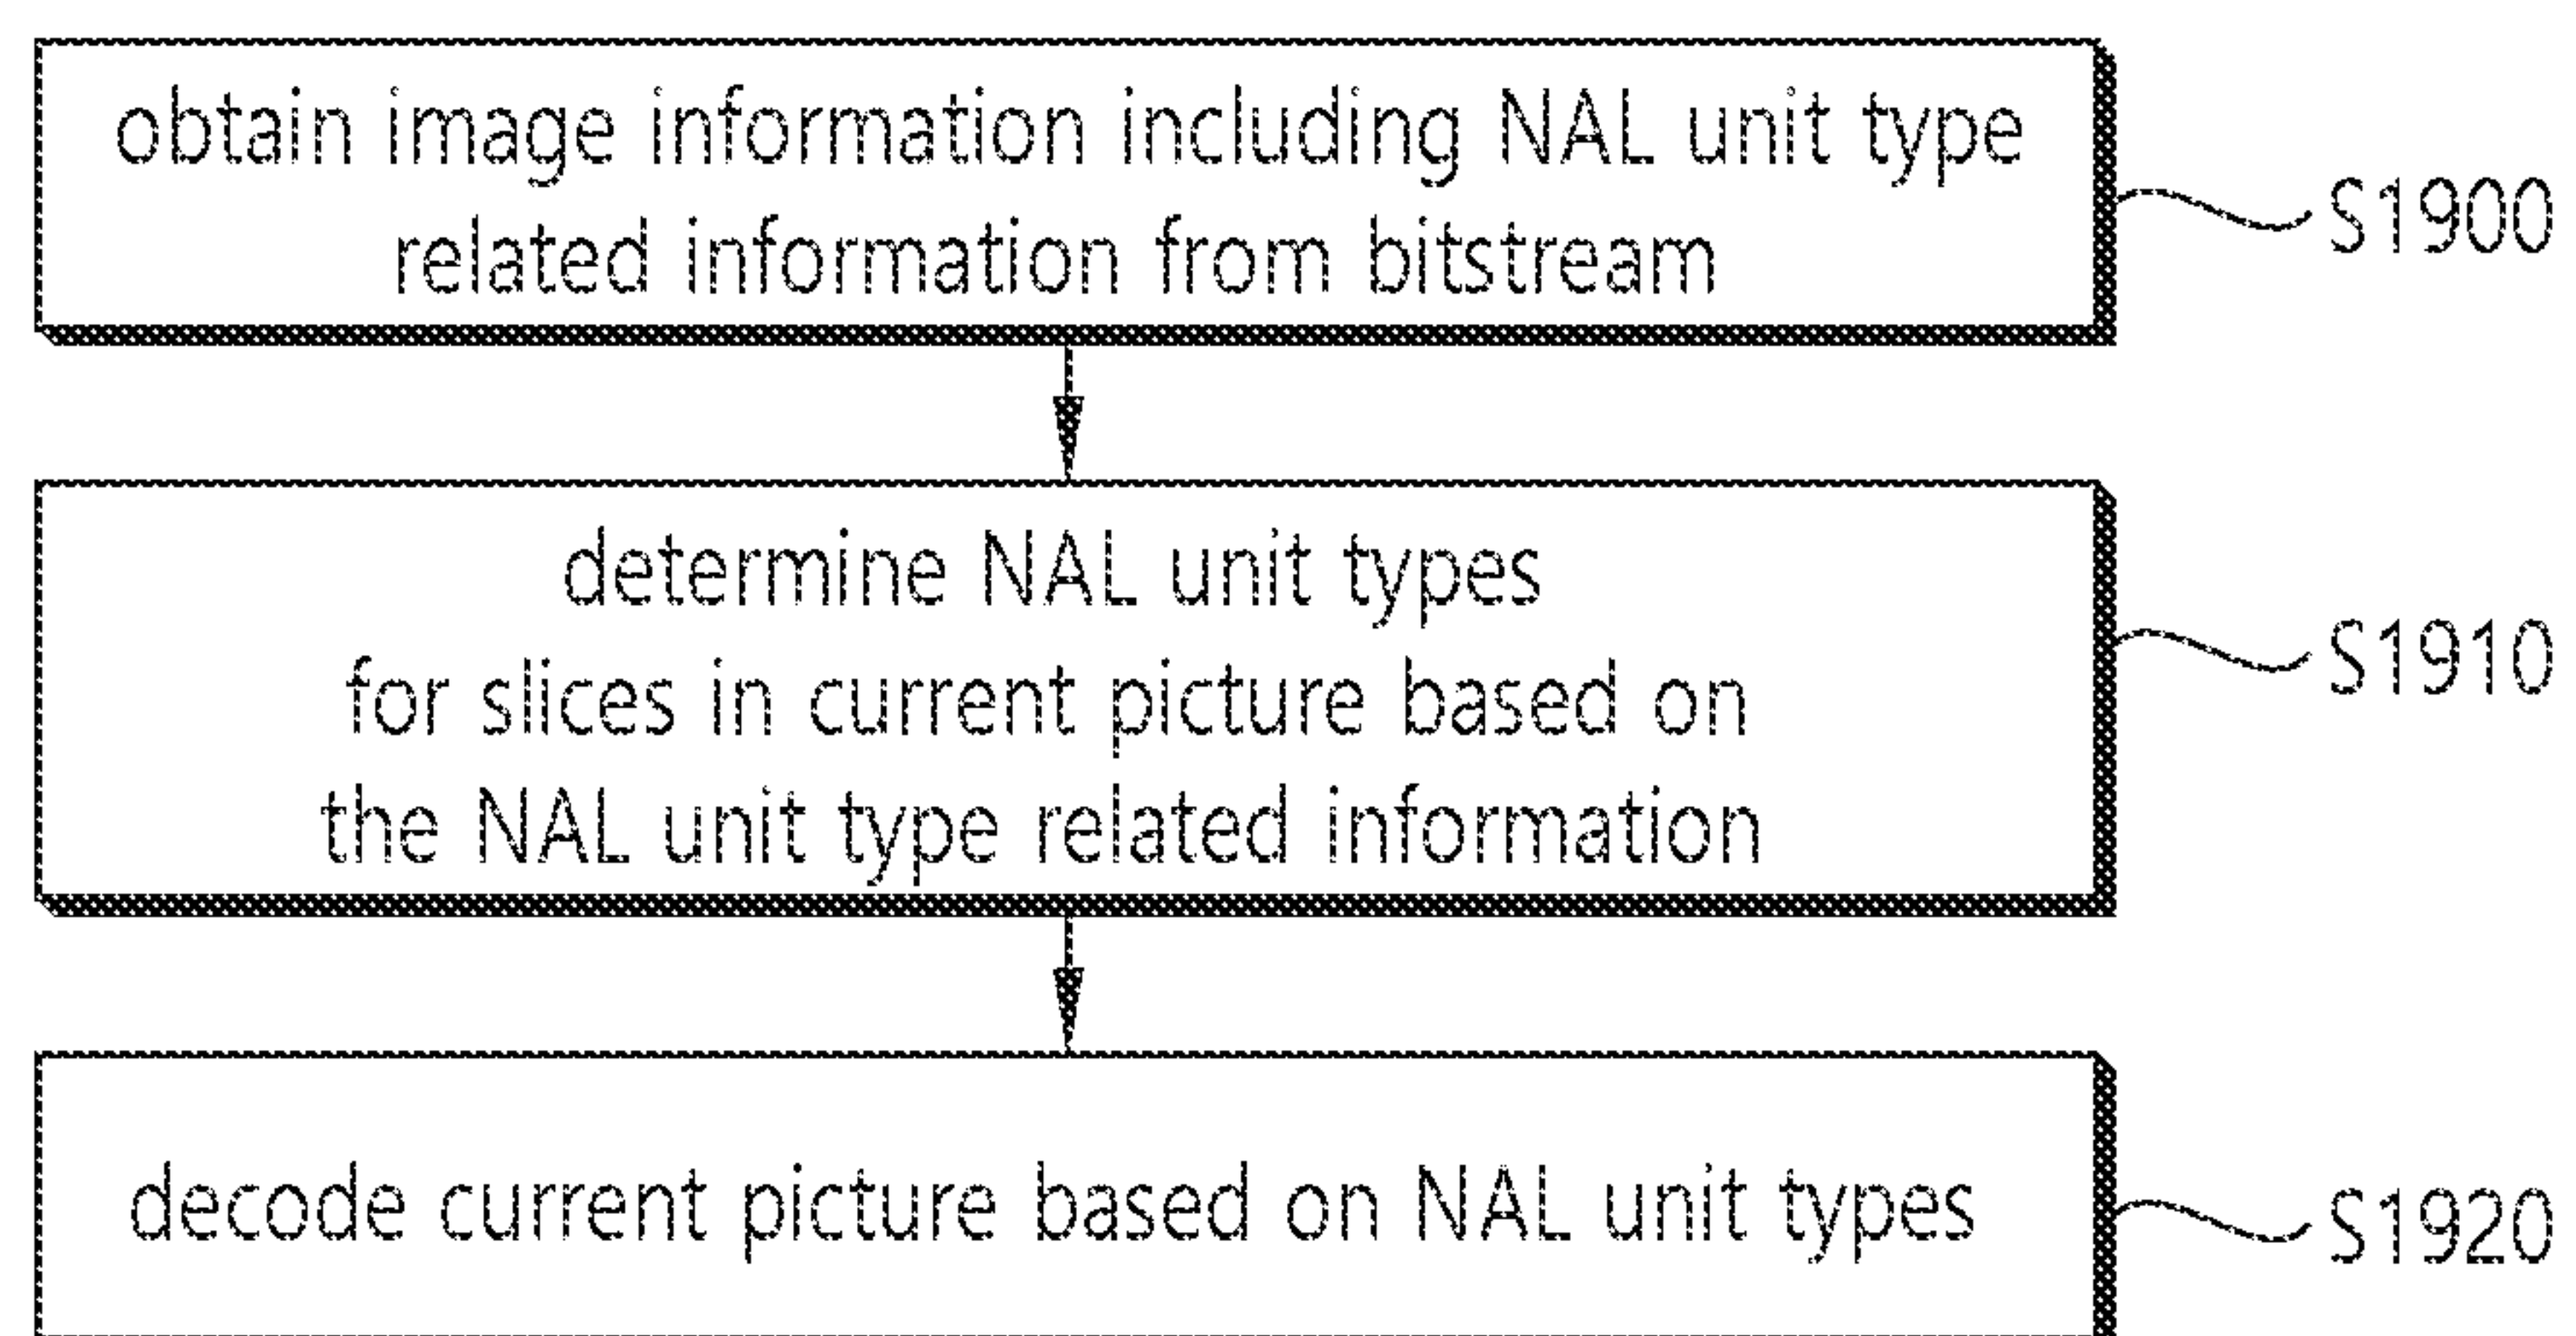 obtain image information including NAL unit type
related information from bitstream
S1900
determine NAL unit types
for slices in current picture based on
the NAL unit type related information
S1910
decode current picture based on NAL unit types
S1920